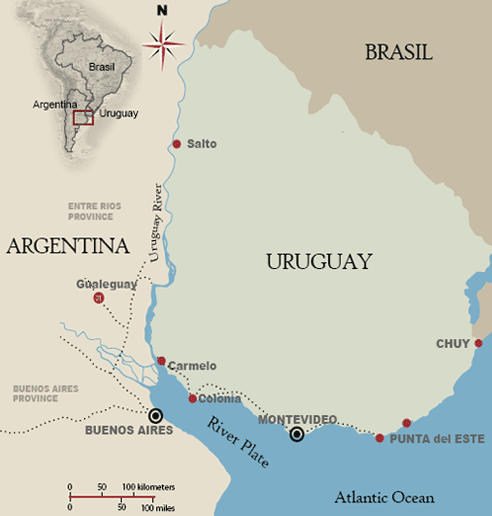 N
BRASIL
Brasil
Argentina
Uruguay
Salto
ENTRE RIOS
PROVINCE
Uruguay River
ARGENTINA
URUGUAY
Gualeguay
CHUY
Carmelo
BUENOS AIRES
PROVINCE
Colonia
MONTEVIDEO
BUENOS AIRES
River Plate
PUNTA del ESTE
0 50 100 kilometers
0 50 100 miles
Atlantic Ocean